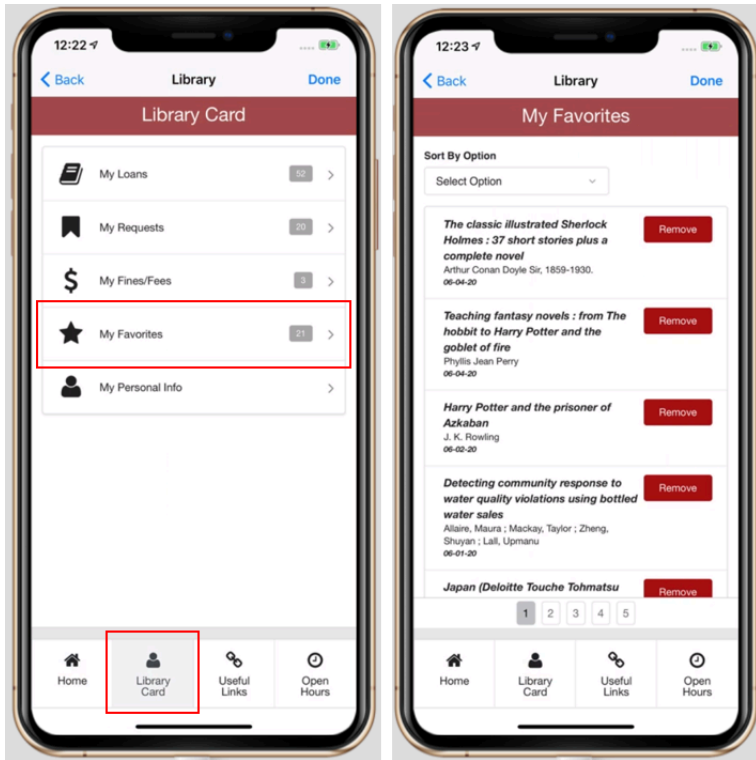 12:22
Back
Library
Done
Library Card
My Loans
52
My Requests
20
My Fines/Fees
3
My Favorites
21
My Personal Info
Home
Library
Card
Useful
Links
Open
Hours
12:23
Back
Library
Done
My Favorites
Sort By Option
Select Option
The classic illustrated Sherlock
Holmes : 37 short stories plus a
complete novel
Arthur Conan Doyle Sir, 1859-1930.
06-04-20
Remove
Teaching fantasy novels : from The
hobbit to Harry Potter and the
goblet of fire
Phyllis Jean Perry
06-04-20
Remove
Harry Potter and the prisoner of
Azkaban
J. K. Rowling
06-02-20
Remove
Detecting community response to
water quality violations using bottled
water sales
Allaire, Maura ; Mackay, Taylor ; Zheng,
Shuyan ; Lall, Upmanu
06-01-20
Remove
Japan (Deloitte Touche Tohmatsu
Remove
1 2 3 4 5
Home
Library
Card
Useful
Links
Open
Hours